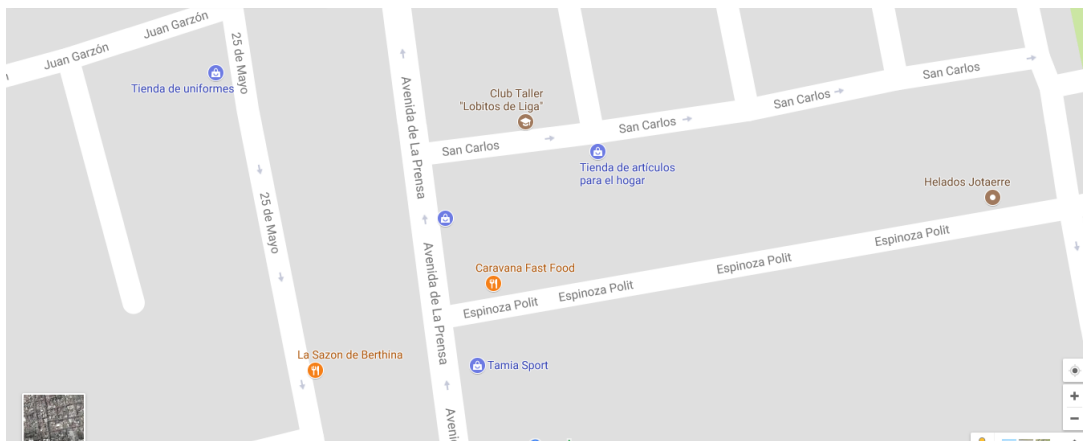 Juan Garzón
Juan Garzón
25 de Mayo
Tienda de uniformes
Avenida de La Prensa
Club Taller
"Lobitos de Liga"
San Carlos
San Carlos
San Carlos
San Carlos
Tienda de artículos
para el hogar
Helados Jotaerre
25 de Mayo
Avenida de La Prensa
Caravana Fast Food
Espinoza Polit
Espinoza Polit
Espinoza Polit
Espinoza Polit
La Sazon de Berthina
Tamia Sport